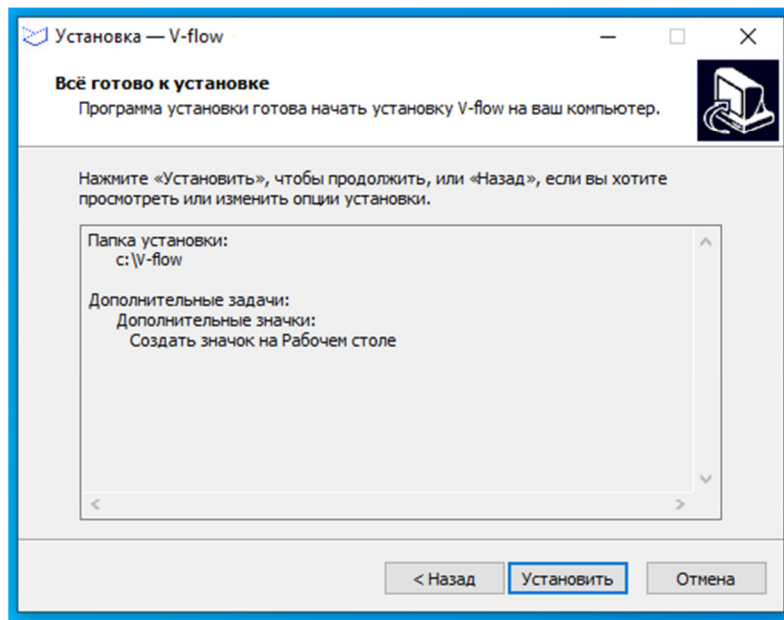 Установка — V-flow
Всё готово к установке
Программа установки готова начать установку V-flow на ваш компьютер.
Нажмите «Установить», чтобы продолжить, или «Назад», если вы хотите
просмотреть или изменить опции установки.
Папка установки:
c:\V-flow
Дополнительные задачи:
Дополнительные значки:
Создать значок на Рабочем столе
< Назад
Установить
Отмена